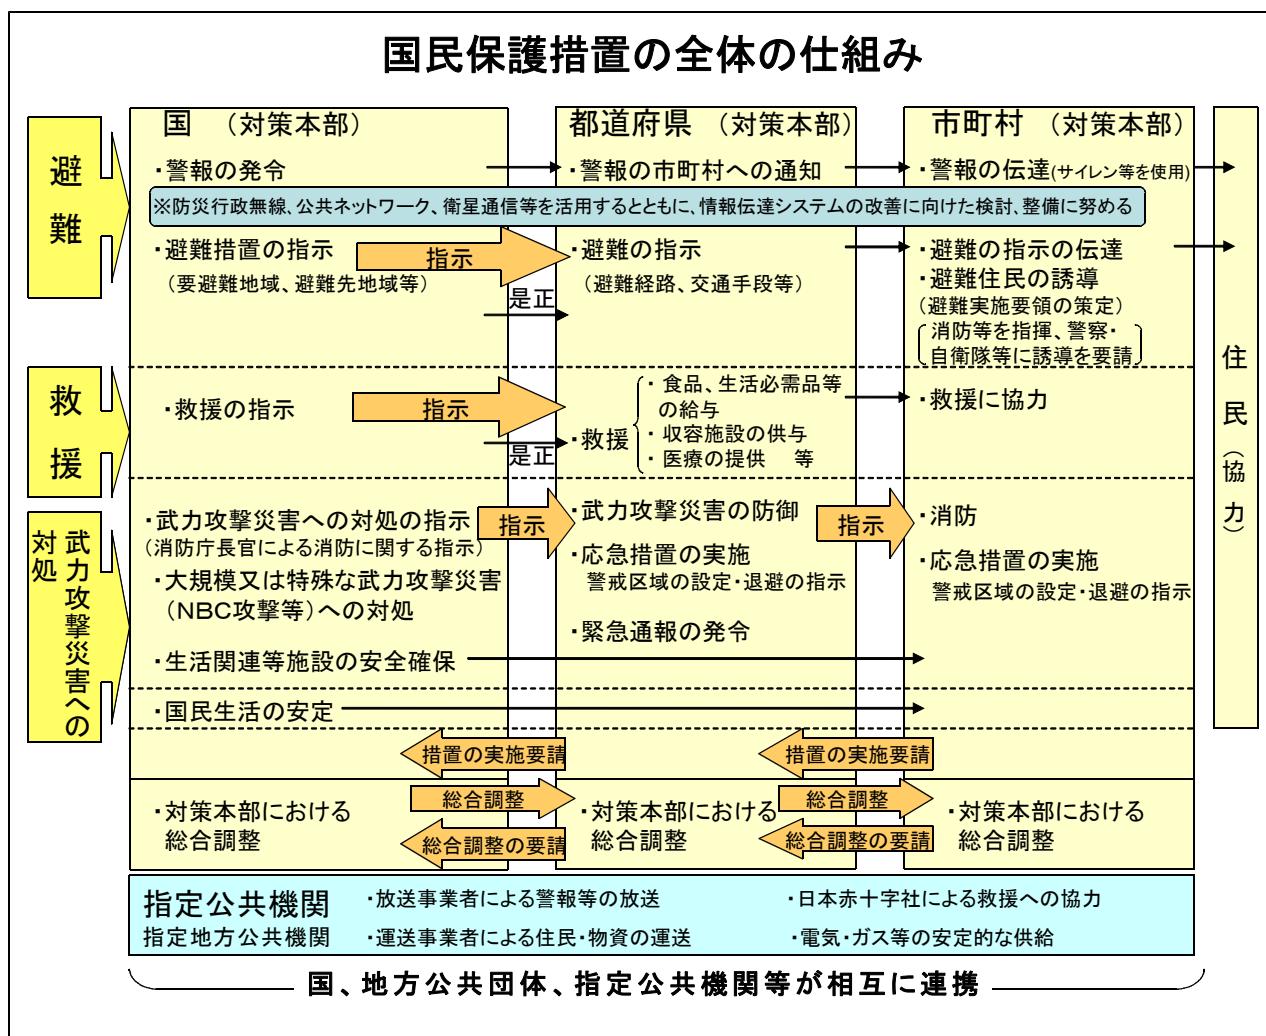 国民保護措置の全体の仕組み
国 (対策本部)
都道府県 (対策本部)
市町村 (対策本部)
避難
・警報の発令
・警報の市町村への通知
・警報の伝達(サイレン等を使用)
※防災行政無線、公共ネットワーク、衛星通信等を活用するとともに、情報伝達システムの改善に向けた検討、整備に努める
・避難措置の指示
(要避難地域、避難先地域等)
指示
是正
・避難の指示
(避難経路、交通手段等)
・避難の指示の伝達
・避難住民の誘導
(避難実施要領の策定)
消防等を指揮、警察・
自衛隊等に誘導を要請
住民(協力)
救援
・救援の指示
指示
是正
・救援
・食品、生活必需品等
の給与
・収容施設の供与
・医療の提供 等
・救援に協力
武力攻撃災害への
対処
・武力攻撃災害への対処の指示
(消防庁長官による消防に関する指示)
・大規模又は特殊な武力攻撃災害
(NBC攻撃等)への対処
指示
・武力攻撃災害の防御
・応急措置の実施
警戒区域の設定・退避の指示
・緊急通報の発令
指示
・消防
・応急措置の実施
警戒区域の設定・退避の指示
・生活関連等施設の安全確保
・国民生活の安定
措置の実施要請
措置の実施要請
・対策本部における
総合調整
総合調整
総合調整の要請
・対策本部における
総合調整
総合調整
総合調整の要請
・対策本部における
総合調整
指定公共機関
指定地方公共機関
・放送事業者による警報等の放送
・日本赤十字社による救援への協力
・運送事業者による住民・物資の運送
・電気・ガス等の安定的な供給
国、地方公共団体、指定公共機関等が相互に連携